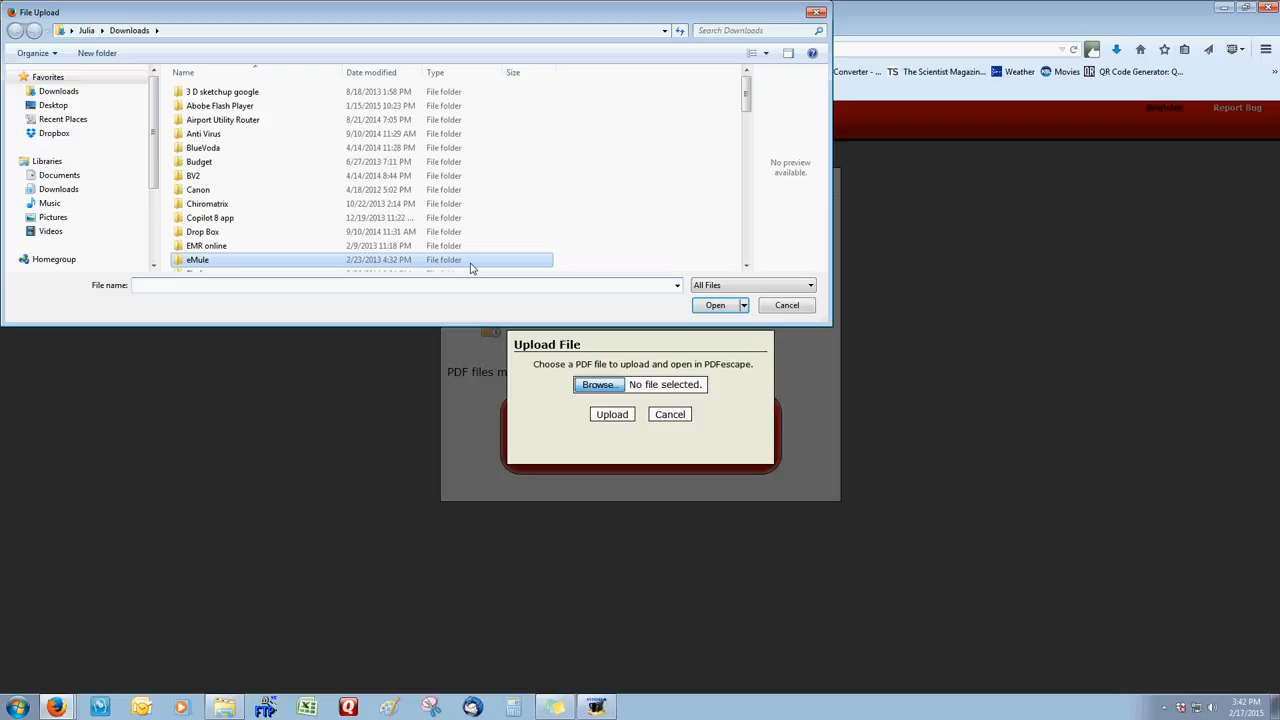 File Upload
Julia
Downloads
Search Downloads
Organize
New folder
Favorites
Downloads
Desktop
Recent Places
Dropbox
Libraries
Documents
Downloads
Music
Pictures
Videos
Homegroup
Name Date modified Type Size
3 D sketchup google 8/18/2013 1:58 PM File folder
Abobe Flash Player 1/15/2015 10:23 PM File folder
Airport Utility Router 8/21/2014 7:05 PM File folder
Anti Virus 9/10/2014 11:29 AM File folder
BlueVoda 4/14/2014 11:28 PM File folder
Budget 6/27/2013 7:11 PM File folder
BV2 4/14/2014 8:44 PM File folder
Canon 4/18/2012 5:02 PM File folder
Chiromatrix 10/22/2013 2:14 PM File folder
Copilot 8 app 12/19/2013 11:22 ... File folder
Drop Box 9/10/2014 11:31 AM File folder
EMR online 2/9/2013 11:18 PM File folder
eMule 2/23/2013 4:32 PM File folder
No preview
available.
File name:
All Files
Open
Cancel
Converter - ...
TS The Scientist Magazin...
Weather
Movies
QR Code Generator: Q...
Report Bug
PDF files m
Upload File
Choose a PDF file to upload and open in PDFescape.
Browse... No file selected.
Upload
Cancel
FTP
Q
3:42 PM
2/17/2015